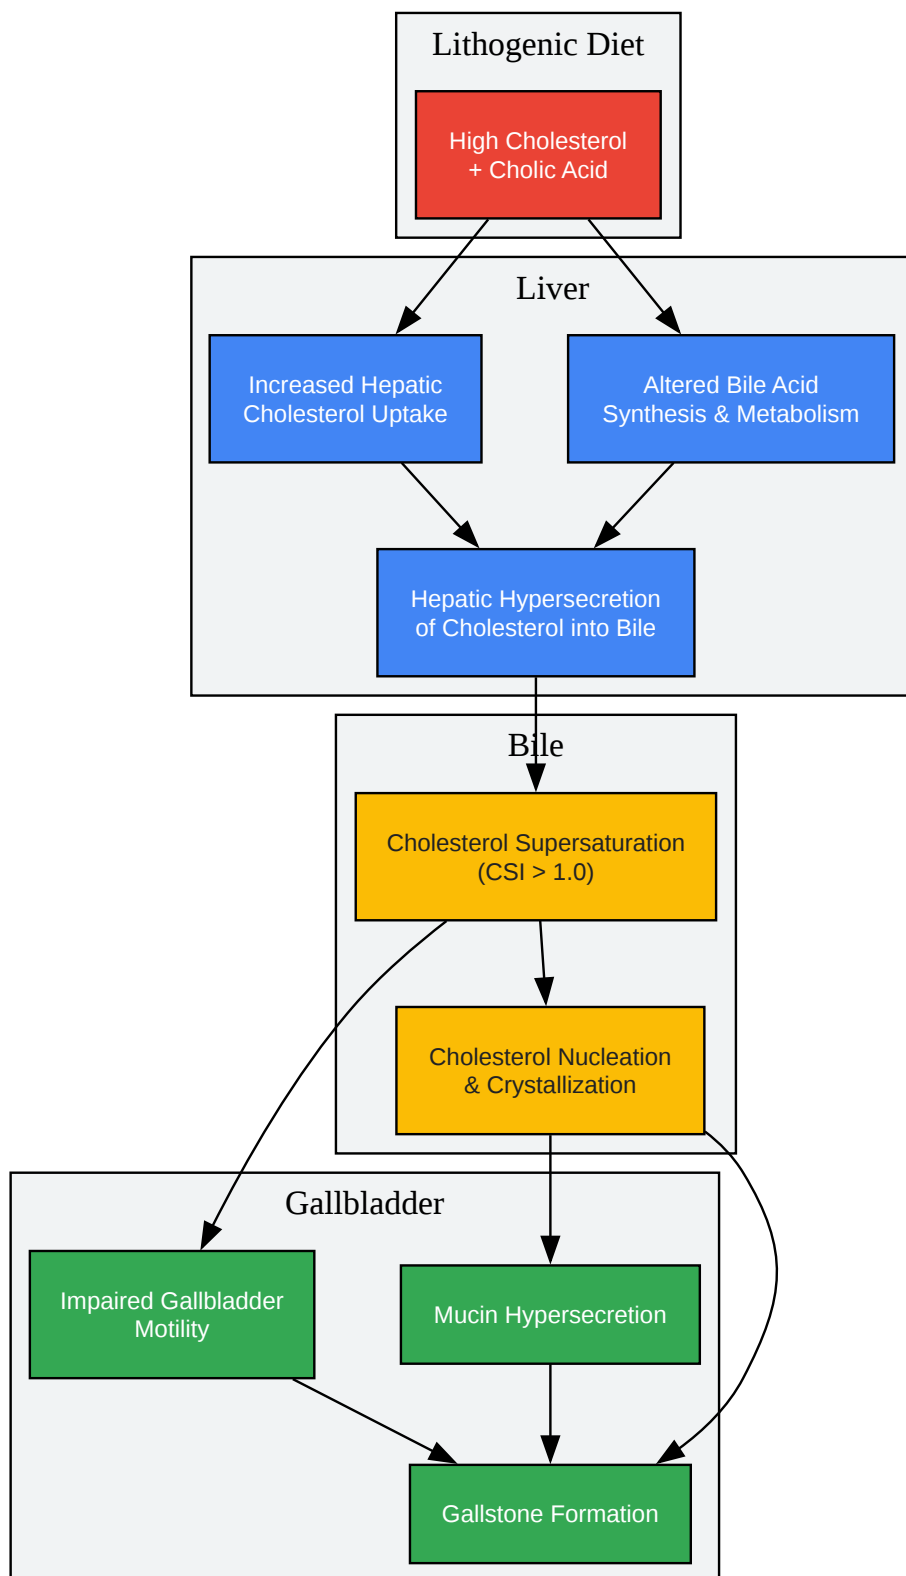 Lithogenic Diet
High Cholesterol
+ Cholic Acid
Liver
Increased Hepatic
Cholesterol Uptake
Altered Bile Acid
Synthesis & Metabolism
Hepatic Hypersecretion
of Cholesterol into Bile
Bile
Cholesterol Supersaturation
(CSI > 1.0)
Cholesterol Nucleation
& Crystallization
Gallbladder
Impaired Gallbladder
Motility
Mucin Hypersecretion
Gallstone Formation